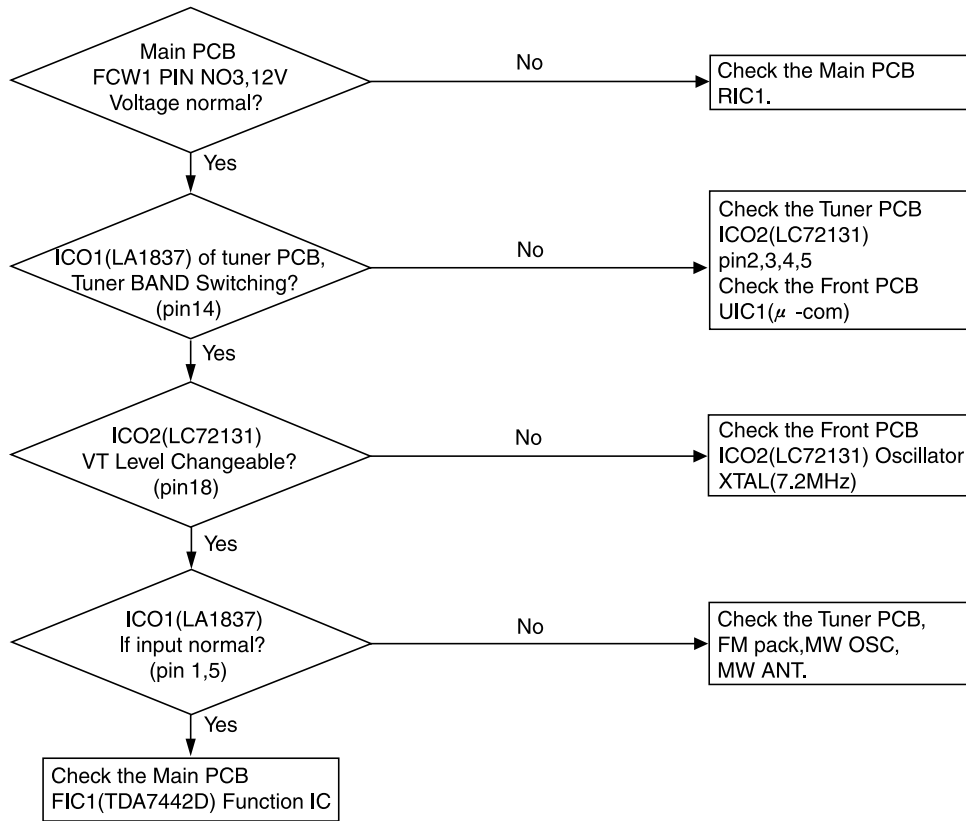 Main PCB
FCW1 PIN NO3,12V
Voltage normal?
No
Check the Main PCB
RIC1.
Yes
ICO1(LA1837) of tuner PCB,
Tuner BAND Switching?
(pin14)
No
Check the Tuner PCB
ICO2(LC72131)
pin2,3,4,5
Check the Front PCB
UIC1(μ -com)
Yes
ICO2(LC72131)
VT Level Changeable?
(pin18)
No
Check the Front PCB
ICO2(LC72131) Oscillator
XTAL(7.2MHz)
Yes
ICO1(LA1837)
If input normal?
(pin 1,5)
No
Check the Tuner PCB,
FM pack,MW OSC,
MW ANT.
Yes
Check the Main PCB
FIC1(TDA7442D) Function IC